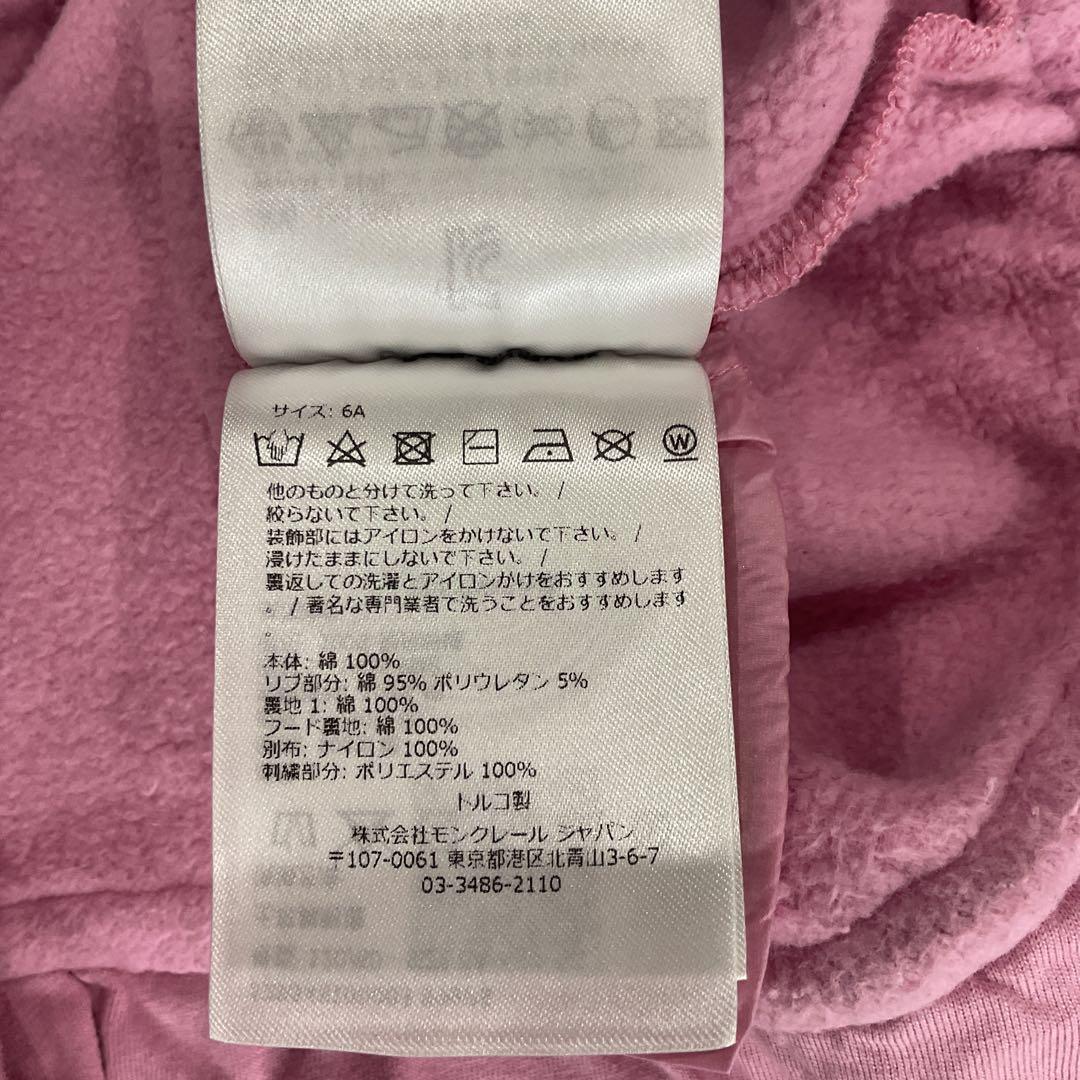 サイズ: 6A
W
他のものと分けて洗って下さい。 /
絞らないで下さい。 /
装飾部にはアイロンをかけないで下さい。 /
浸けたままにしないで下さい。 /
裏返しての洗濯とアイロンかけをおすすめします
。 / 著名な専門業者で洗うことをおすすめします
。
本体: 綿 100%
リブ部分: 綿 95% ポリウレタン 5%
裏地 1: 綿 100%
フード裏地: 綿 100%
別布: ナイロン 100%
刺繍部分: ポリエステル 100%
トルコ製
株式会社モンクレール ジャパン
〒107-0061 東京都港区北青山3-6-7
03-3486-2110